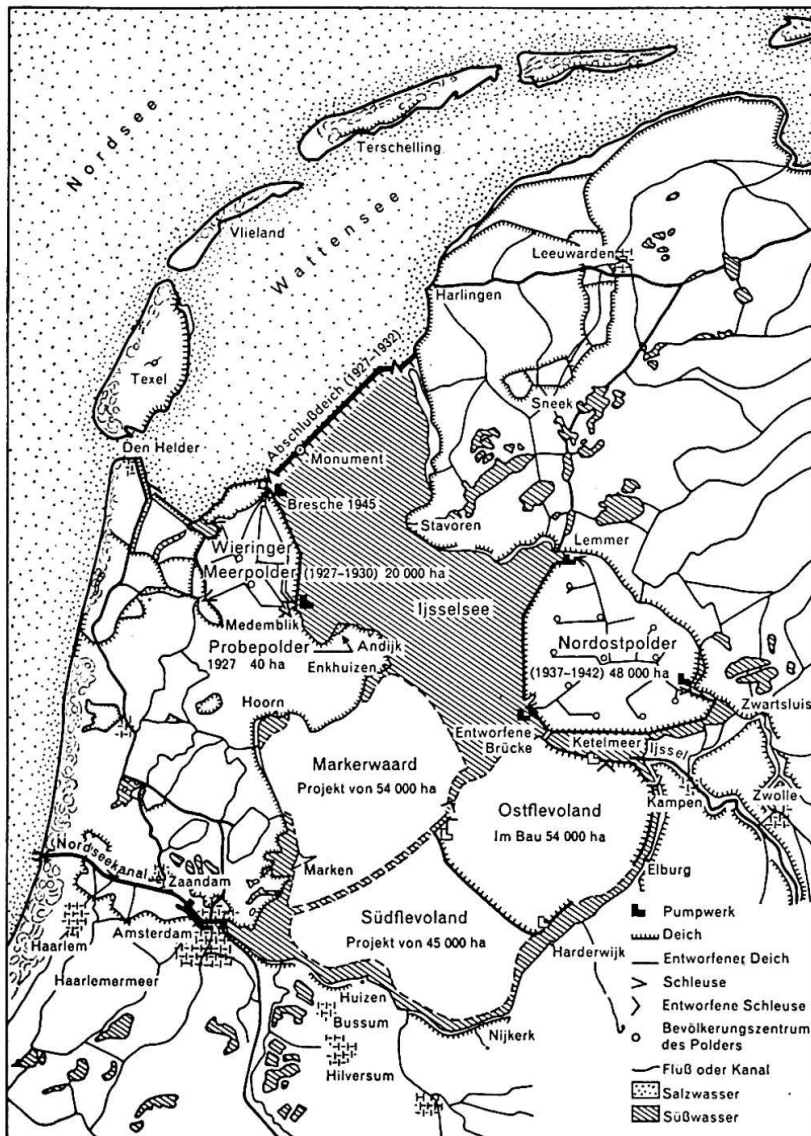 Nordsee
Wattensee
Terschelling
Vlieland
Texel
Den Helder
Leeuwarden
Harlingen
Sneek
Abschlußdeich (1927–1932)
Monument
Bresche 1945
Stavoren
Lemmer
Wieringer
Meerpolder (1927–1930) 20 000 ha
Ijsselsee
Medemblik
Probepolder
1927 40 ha
Andijk
Enkhuizen
Nordostpolder
(1937–1942) 48 000 ha
Zwartsluis
Hoorn
Entworfene
Brücke
Ketelmeer
Ijssel
Markerwaard
Projekt von 54 000 ha
Ostflevoland
Im Bau 54 000 ha
Kampen
Zwolle
Elburg
Nordseekanal
Zaandam
Marken
Südflevoland
Projekt von 45 000 ha
Haarlem
Amsterdam
Harderwijk
Haarlemermeer
Huizen
Bussum
Nijkerk
Hilversum
Pumpwerk
Deich
Entworfener Deich
Schleuse
Entworfene Schleuse
Bevölkerungszentrum
des Polders
Fluß oder Kanal
Salzwasser
Süßwasser